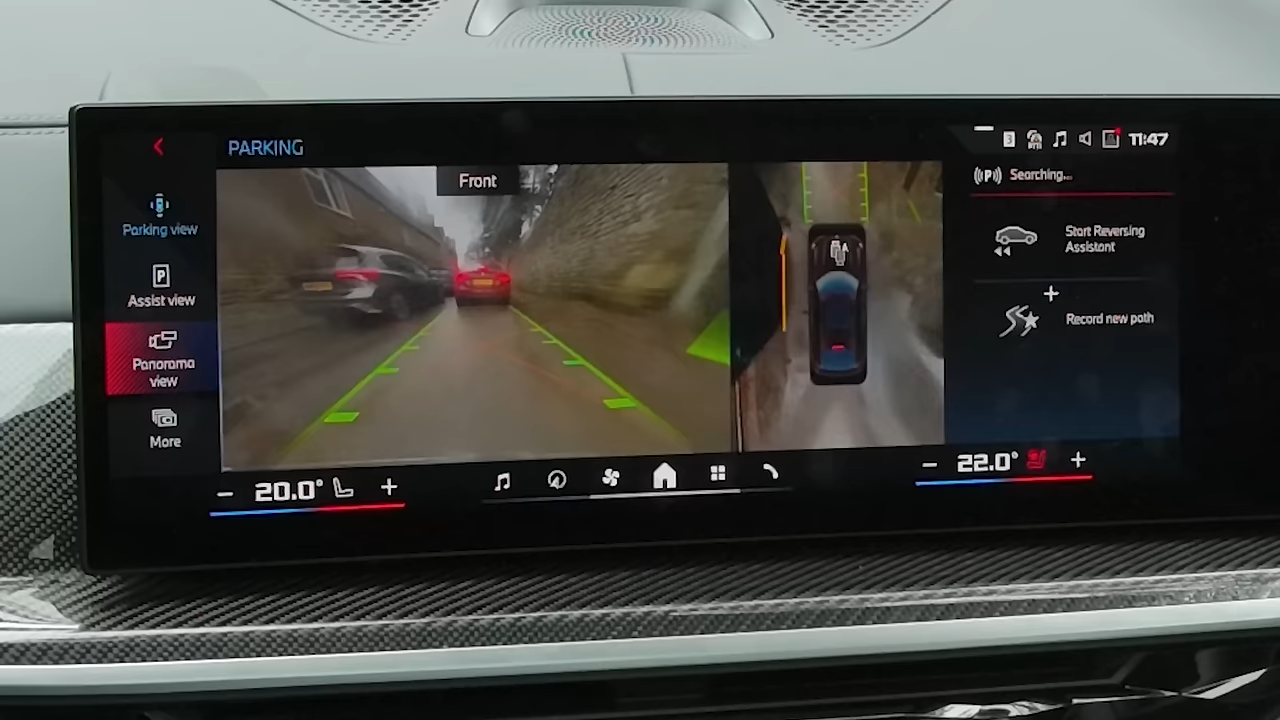 PARKING
11:47
Front
Searching...
Parking view
Start Reversing
Assistant
Assist view
Record new path
Panorama
view
More
− 20.0° +
− 22.0° +